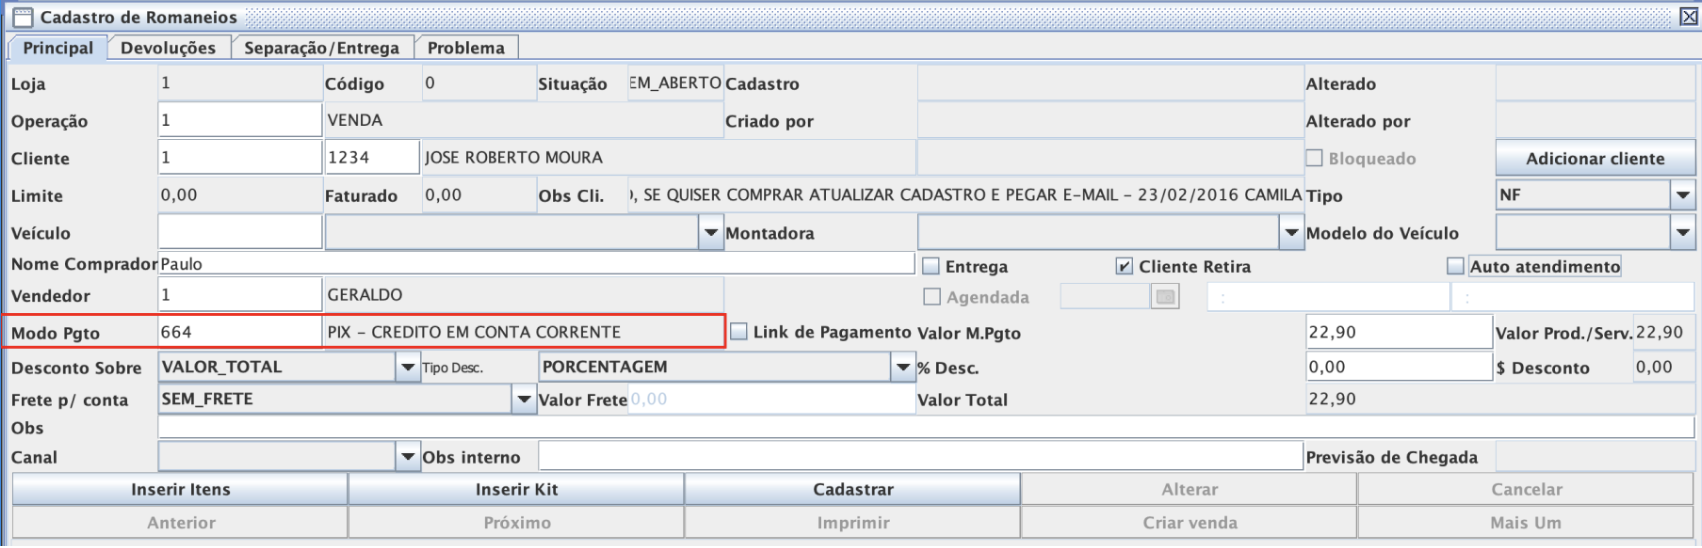 Cadastro de Romaneios
Principal Devoluções Separação/Entrega Problema
Loja 1 Código 0 Situação EM_ABERTO Cadastro Alterado
Operação 1 VENDA Criado por Alterado por
Cliente 1 1234 JOSE ROBERTO MOURA Bloqueado Adicionar cliente
Limite 0,00 Faturado 0,00 Obs Cli. , SE QUISER COMPRAR ATUALIZAR CADASTRO E PEGAR E-MAIL - 23/02/2016 CAMILA Tipo NF
Veículo Montadora Modelo do Veículo
Nome Comprador Paulo Entrega Cliente Retira Auto atendimento
Vendedor 1 GERALDO Agendada : :
Modo Pgto 664 PIX - CREDITO EM CONTA CORRENTE Link de Pagamento Valor M.Pgto 22,90 Valor Prod./Serv. 22,90
Desconto Sobre VALOR_TOTAL Tipo Desc. PORCENTAGEM % Desc. 0,00 $ Desconto 0,00
Frete p/ conta SEM_FRETE Valor Frete 0,00 Valor Total 22,90
Obs
Canal Obs interno Previsão de Chegada
Inserir Itens Inserir Kit Cadastrar Alterar Cancelar
Anterior Próximo Imprimir Criar venda Mais Um